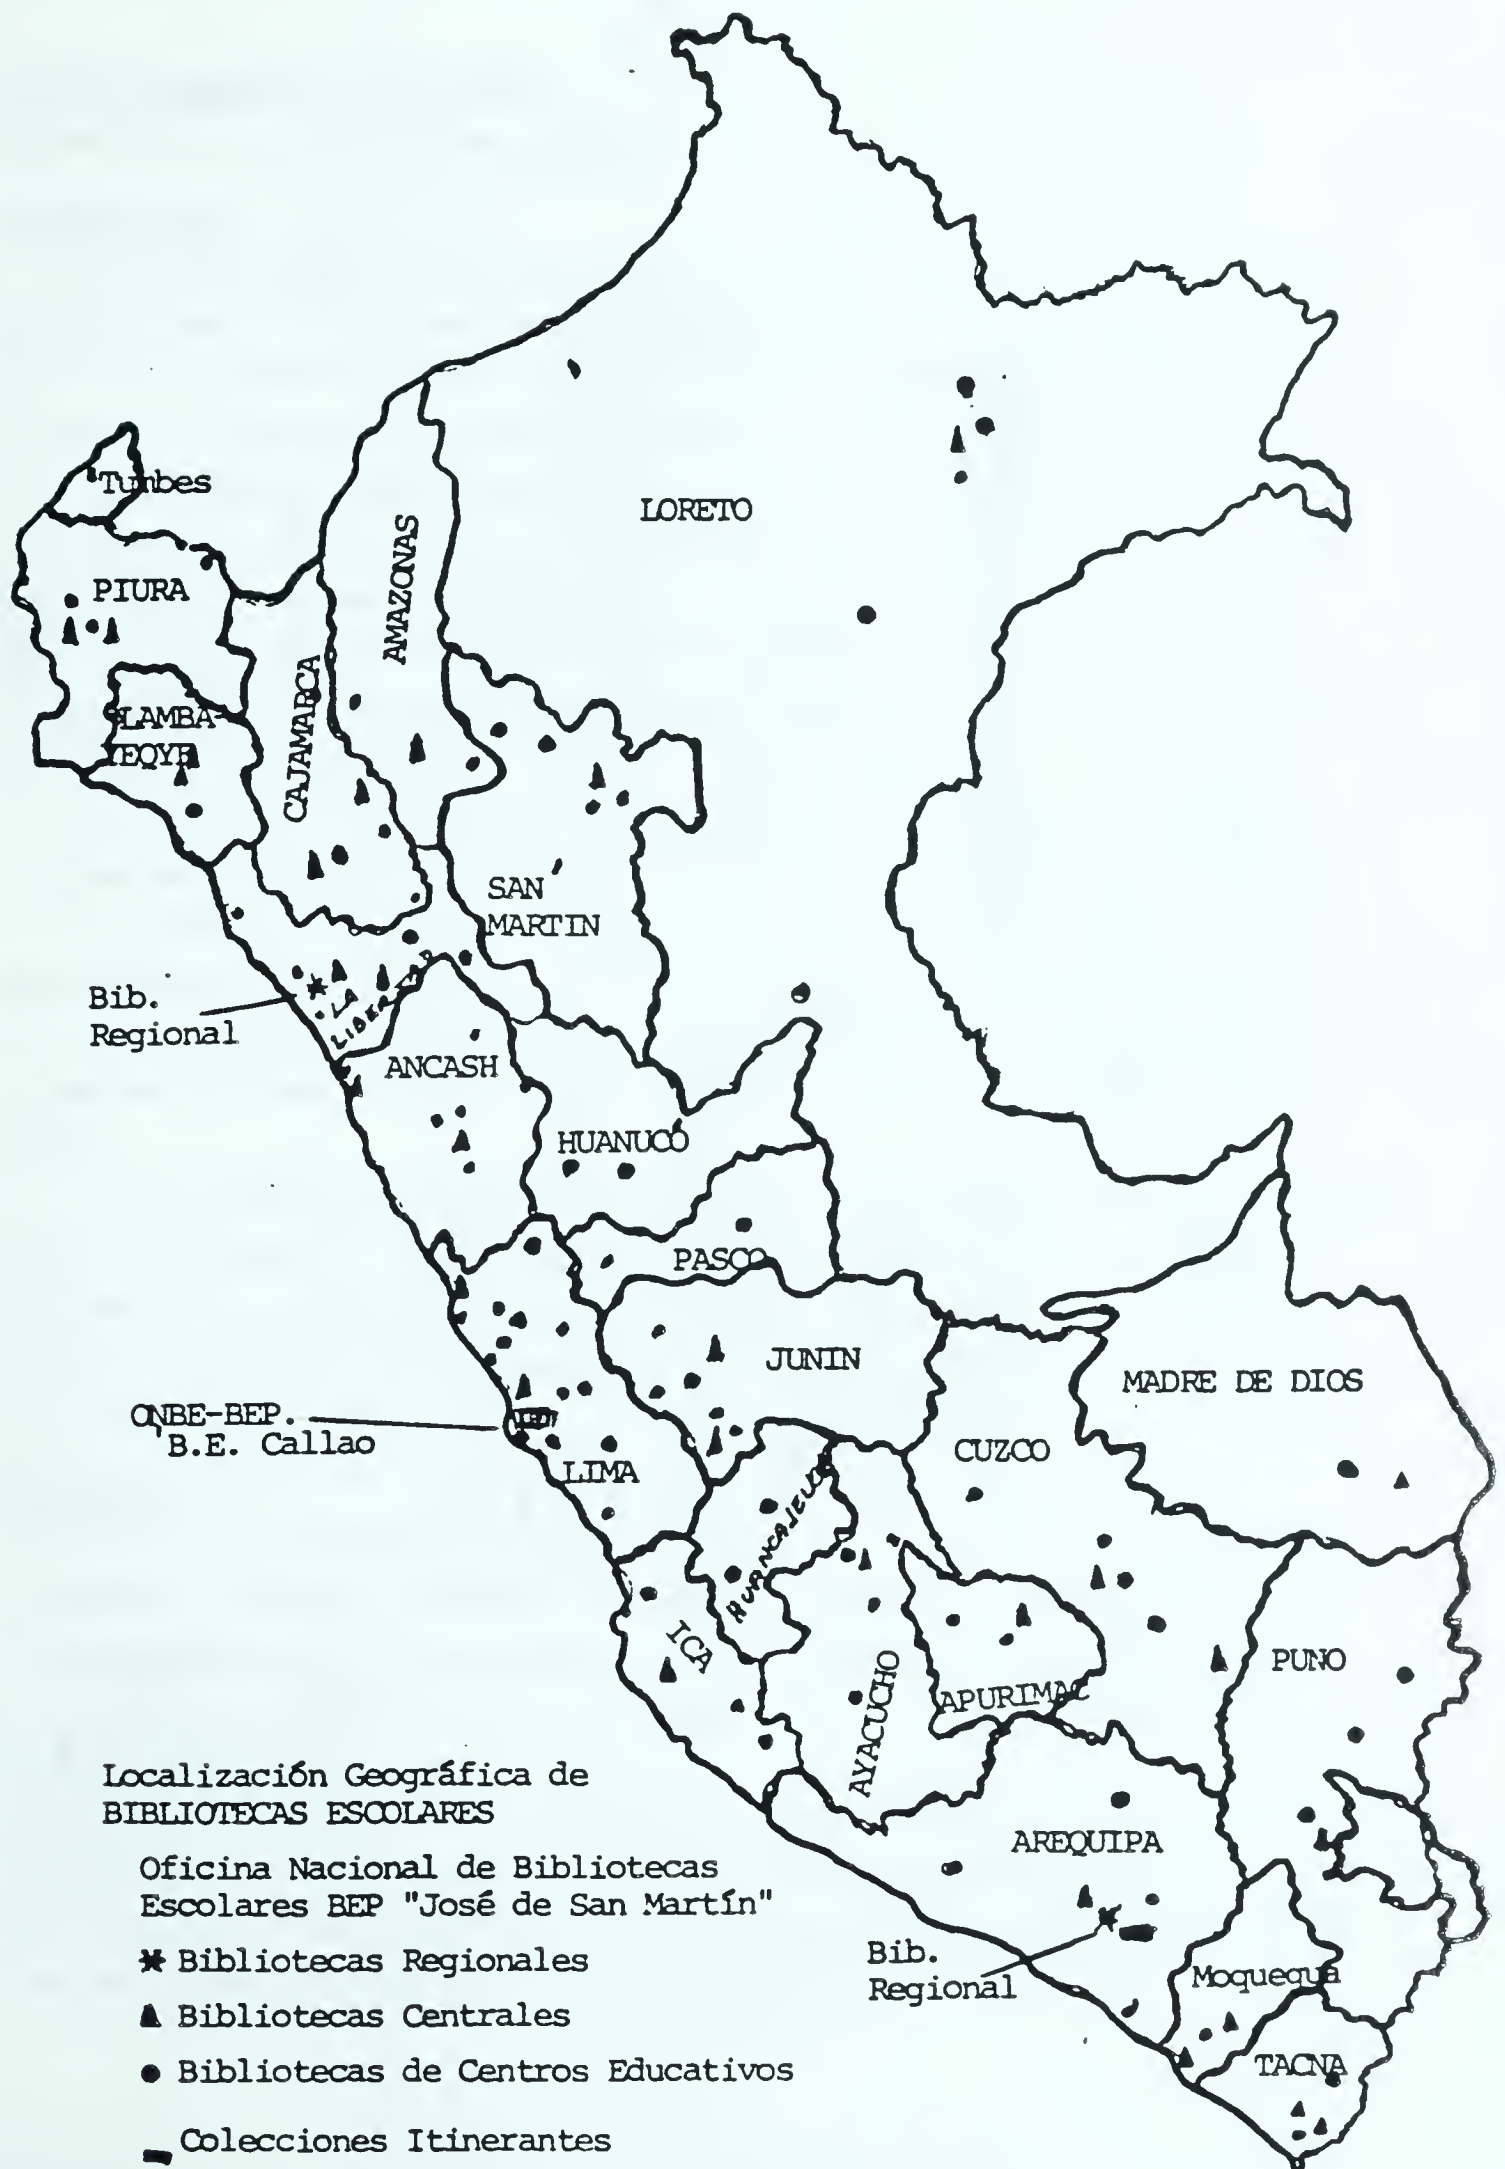 Tumbes
LORETO
PIURA
AMAZONAS
CAJAMARCA
LAMBA-
YEQYE
SAN
MARTIN
Bib.
Regional
LA
LIBERTAD
ANCASH
HUANUCO
PASCO
JUNIN
MADRE DE DIOS
ONBE-BEP.
B.E. Callao
LIMA
CUZCO
ICA
AYACUCHO
APURIMAC
PUNO
AREQUIPA
Bib.
Regional
Moquegua
TACNA
Localización Geográfica de
BIBLIOTECAS ESCOLARES
Oficina Nacional de Bibliotecas
Escolares BEP "José de San Martín"
Bibliotecas Regionales
Bibliotecas Centrales
Bibliotecas de Centros Educativos
Colecciones Itinerantes